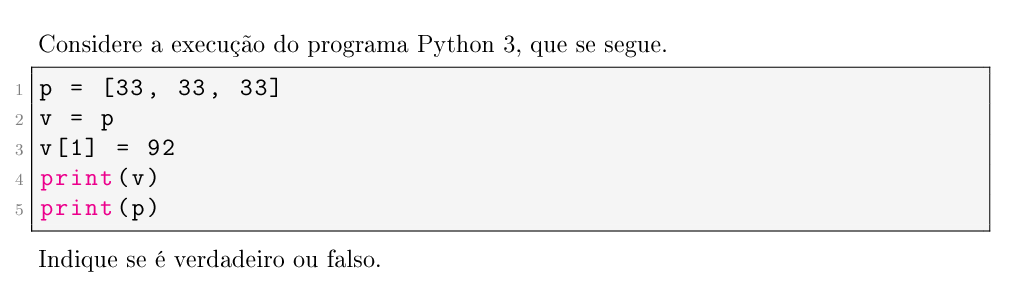 Considere a execução do programa Python 3, que se segue.
1 p = [33, 33, 33]
2 v = p
3 v[1] = 92
4 print(v)
5 print(p)
Indique se é verdadeiro ou falso.